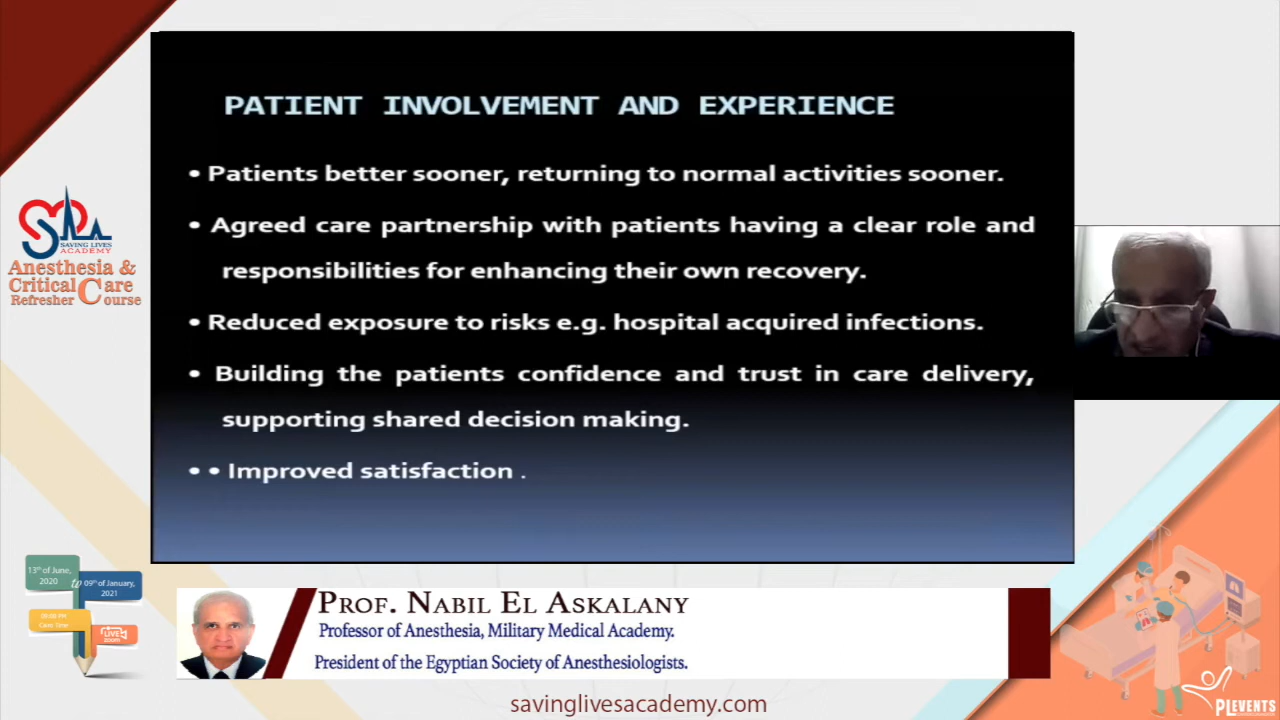 PATIENT INVOLVEMENT AND EXPERIENCE
• Patients better sooner, returning to normal activities sooner.
• Agreed care partnership with patients having a clear role and
responsibilities for enhancing their own recovery.
• Reduced exposure to risks e.g. hospital acquired infections.
• Building the patients confidence and trust in care delivery,
supporting shared decision making.
• • Improved satisfaction .
SAVING LIVES
ACADEMY
Anesthesia &
Critical Care
Refresher Course
13th of June,
2020
to 09th of January,
2021
Cairo Time
LIVE
zoom
PROF. NABIL EL ASKALANY
Professor of Anesthesia, Military Medical Academy.
President of the Egyptian Society of Anesthesiologists.
savinglivesacademy.com
PLEVENTS